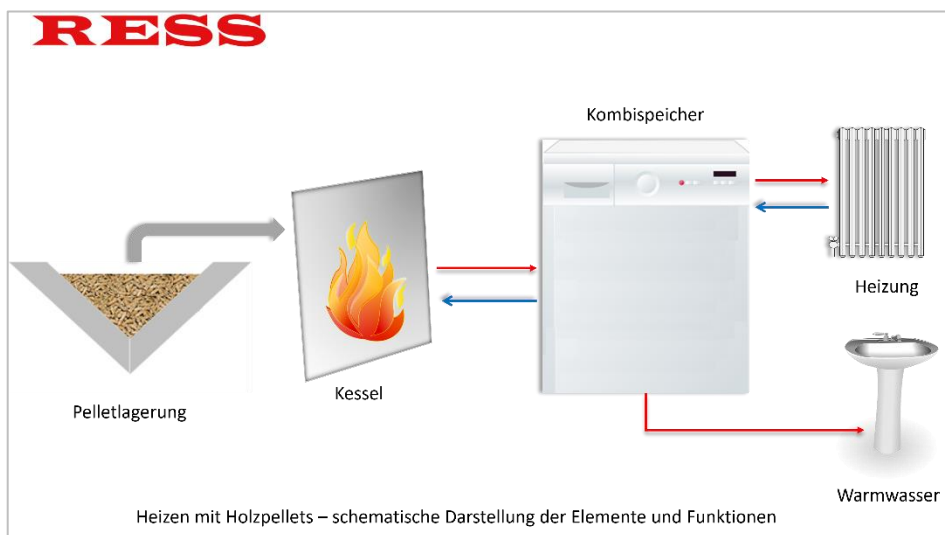 RESS
Kombispeicher
Heizung
Kessel
Pelletlagerung
Warmwasser
Heizen mit Holzpellets – schematische Darstellung der Elemente und Funktionen